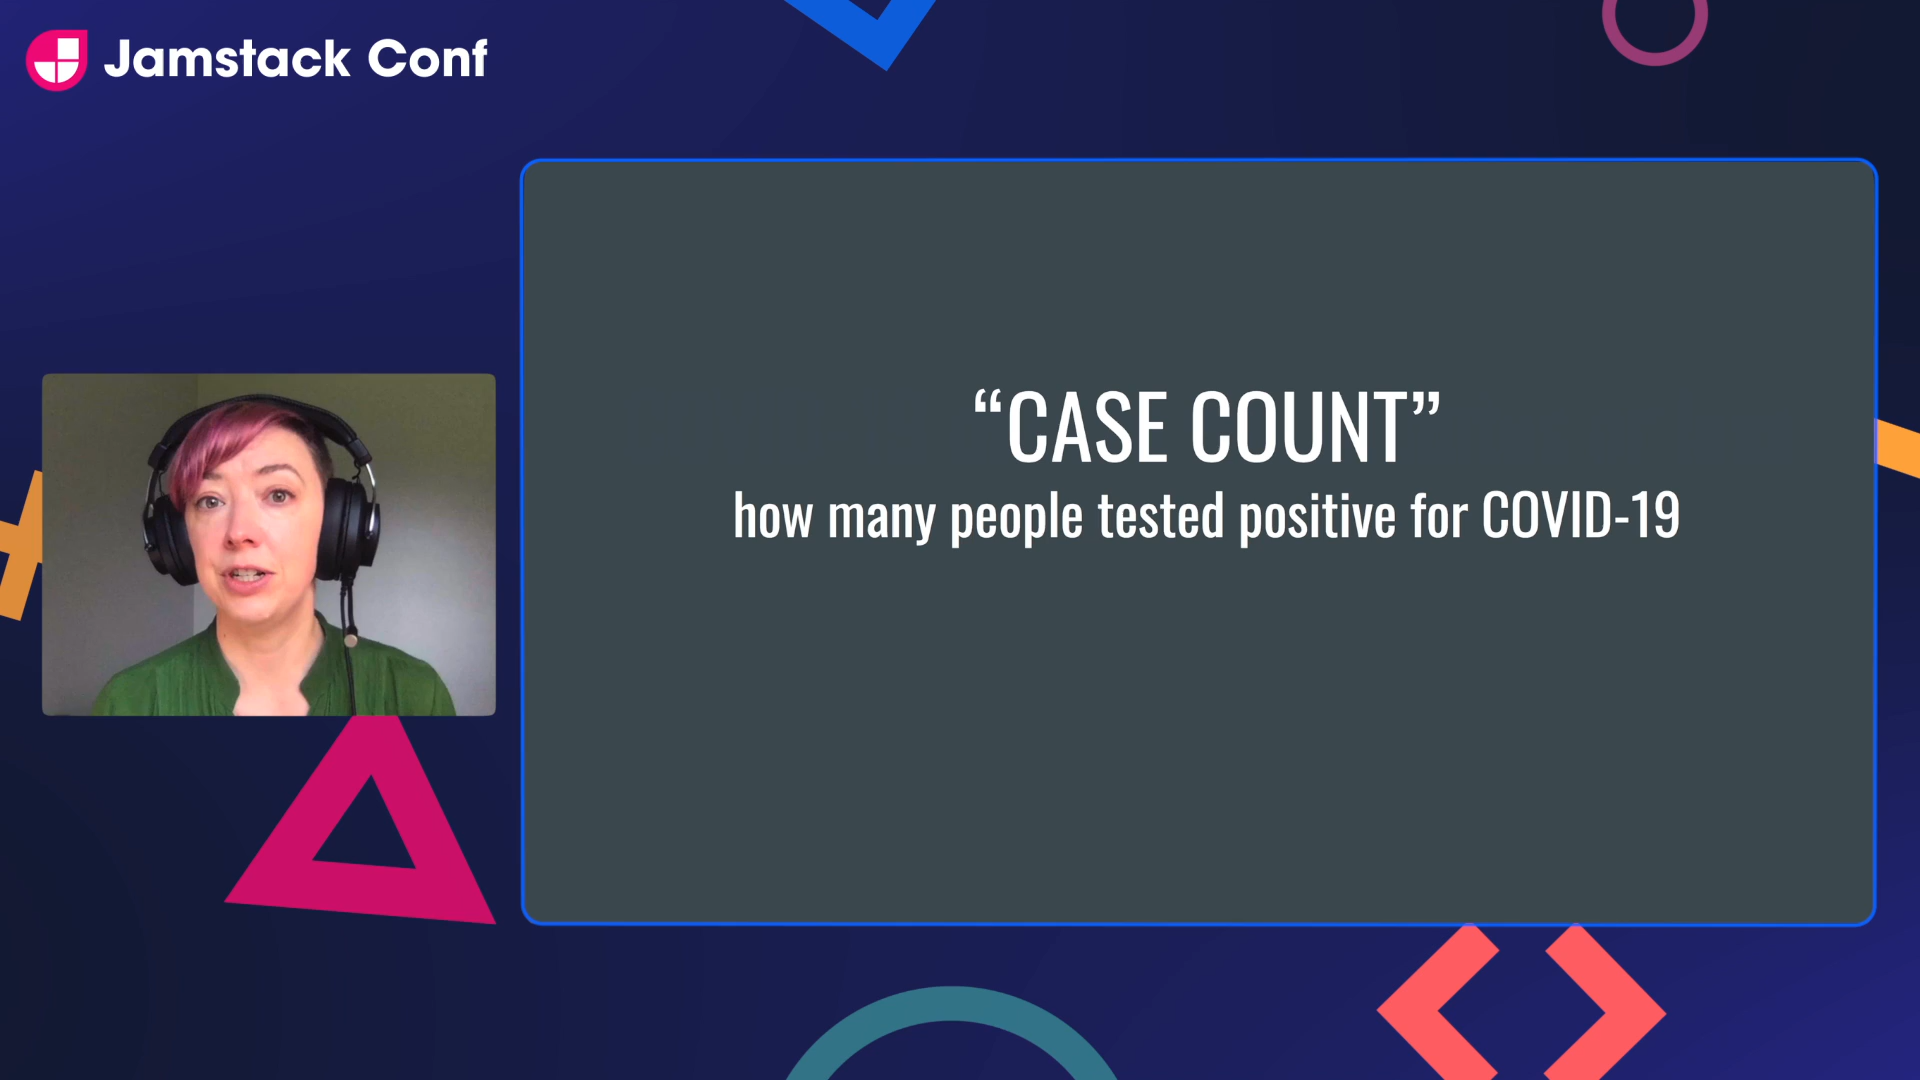 Jamstack Conf
“CASE COUNT”
how many people tested positive for COVID-19